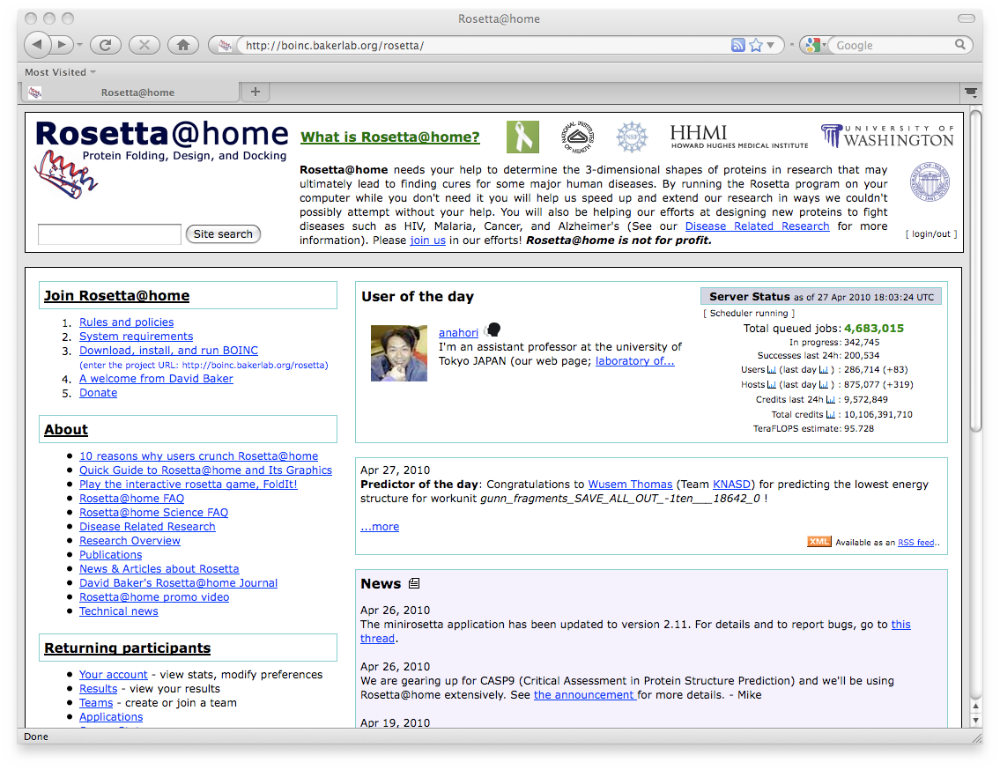 Rosetta@home
http://boinc.bakerlab.org/rosetta/
Google
Most Visited
Rosetta@home
Rosetta@home
Protein Folding, Design, and Docking
Site search
What is Rosetta@home?
NATIONAL INSTITUTES OF HEALTH
NSF
HHMI
HOWARD HUGHES MEDICAL INSTITUTE
UNIVERSITY OF
WASHINGTON
Rosetta@home needs your help to determine the 3-dimensional shapes of proteins in research that may
ultimately lead to finding cures for some major human diseases. By running the Rosetta program on your
computer while you don't need it you will help us speed up and extend our research in ways we couldn't
possibly attempt without your help. You will also be helping our efforts at designing new proteins to fight
diseases such as HIV, Malaria, Cancer, and Alzheimer's (See our Disease Related Research for more
information). Please join us in our efforts! Rosetta@home is not for profit.
[ login/out ]
Join Rosetta@home
1. Rules and policies
2. System requirements
3. Download, install, and run BOINC
(enter the project URL: http://boinc.bakerlab.org/rosetta)
4. A welcome from David Baker
5. Donate
About
10 reasons why users crunch Rosetta@home
Quick Guide to Rosetta@home and Its Graphics
Play the interactive rosetta game, FoldIt!
Rosetta@home FAQ
Rosetta@home Science FAQ
Disease Related Research
Research Overview
Publications
News & Articles about Rosetta
David Baker's Rosetta@home Journal
Rosetta@home promo video
Technical news
Returning participants
Your account - view stats, modify preferences
Results - view your results
Teams - create or join a team
Applications
User of the day
anahori
I'm an assistant professor at the university of
Tokyo JAPAN (our web page; laboratory of...
Server Status as of 27 Apr 2010 18:03:24 UTC
[ Scheduler running ]
Total queued jobs: 4,683,015
In progress: 342,745
Successes last 24h: 200,534
Users (last day ) : 286,714 (+83)
Hosts (last day ) : 875,077 (+319)
Credits last 24h : 9,572,849
Total credits : 10,106,391,710
TeraFLOPS estimate: 95.728
Apr 27, 2010
Predictor of the day: Congratulations to Wusem Thomas (Team KNASD) for predicting the lowest energy
structure for workunit gunn_fragments_SAVE_ALL_OUT_-1ten___18642_0 !
...more
XML Available as an RSS feed..
News
Apr 26, 2010
The minirosetta application has been updated to version 2.11. For details and to report bugs, go to this
thread.
Apr 26, 2010
We are gearing up for CASP9 (Critical Assessment in Protein Structure Prediction) and we'll be using
Rosetta@home extensively. See the announcement for more details. - Mike
Apr 19, 2010
Done